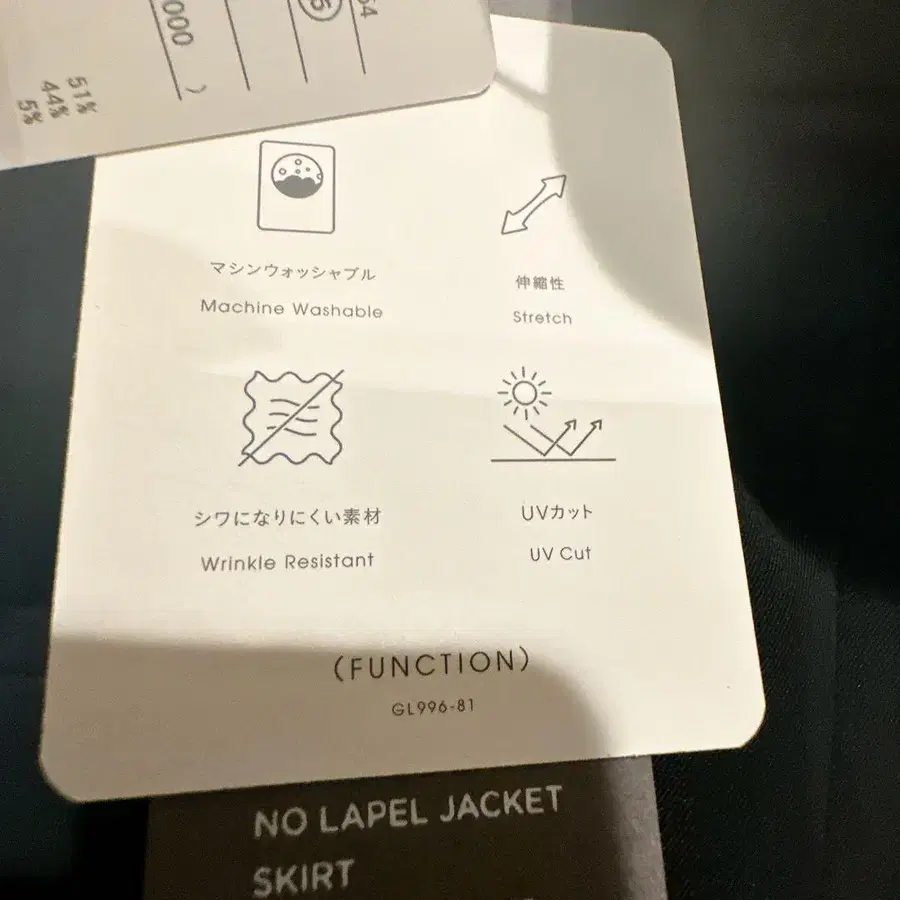 000
)
51%
44%
5%
マシンウォッシャブル
Machine Washable
伸縮性
Stretch
シワになりにくい素材
Wrinkle Resistant
UVカット
UV Cut
(FUNCTION)
GL996-81
NO LAPEL JACKET
SKIRT